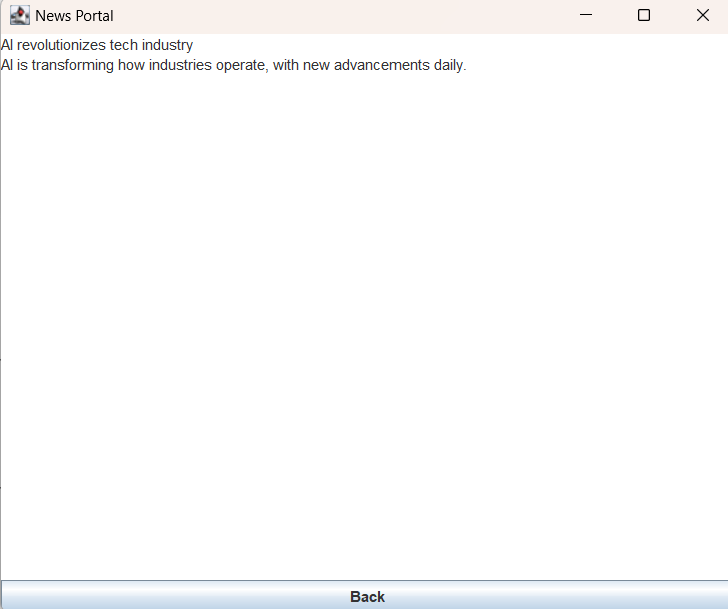 News Portal
AI revolutionizes tech industry
AI is transforming how industries operate, with new advancements daily.
Back